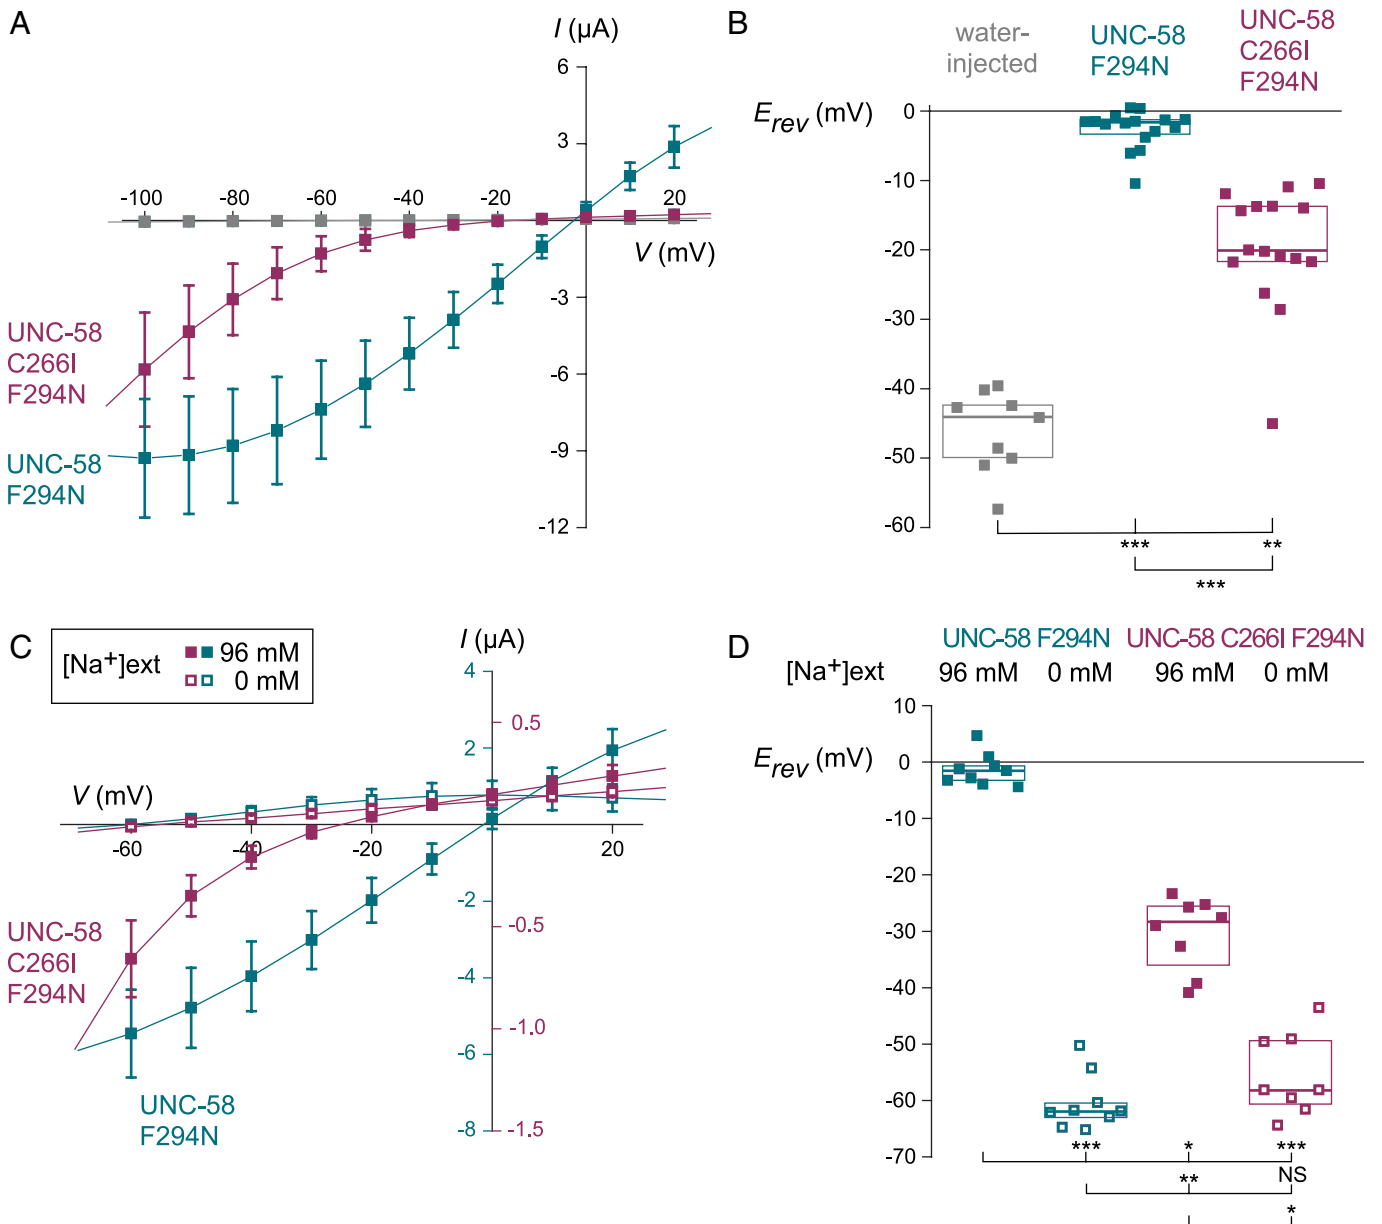 A
I (µA)
6
3
-100
-80
-60
-40
-20
20
V (mV)
-3
-6
-9
-12
UNC-58
C266I
F294N
UNC-58
F294N
B
water-
injected
UNC-58
F294N
UNC-58
C266I
F294N
Erev (mV)
0
-10
-20
-30
-40
-50
-60
***
**
***
C
[Na+]ext
96 mM
0 mM
I (µA)
4
2
-2
-4
-6
-8
0.5
-0.5
-1.0
-1.5
V (mV)
-60
-40
-20
20
UNC-58
C266I
F294N
UNC-58
F294N
D
UNC-58 F294N UNC-58 C266I F294N
[Na+]ext 96 mM 0 mM 96 mM 0 mM
Erev (mV)
10
0
-10
-20
-30
-40
-50
-60
-70
*** * ***
** NS
*